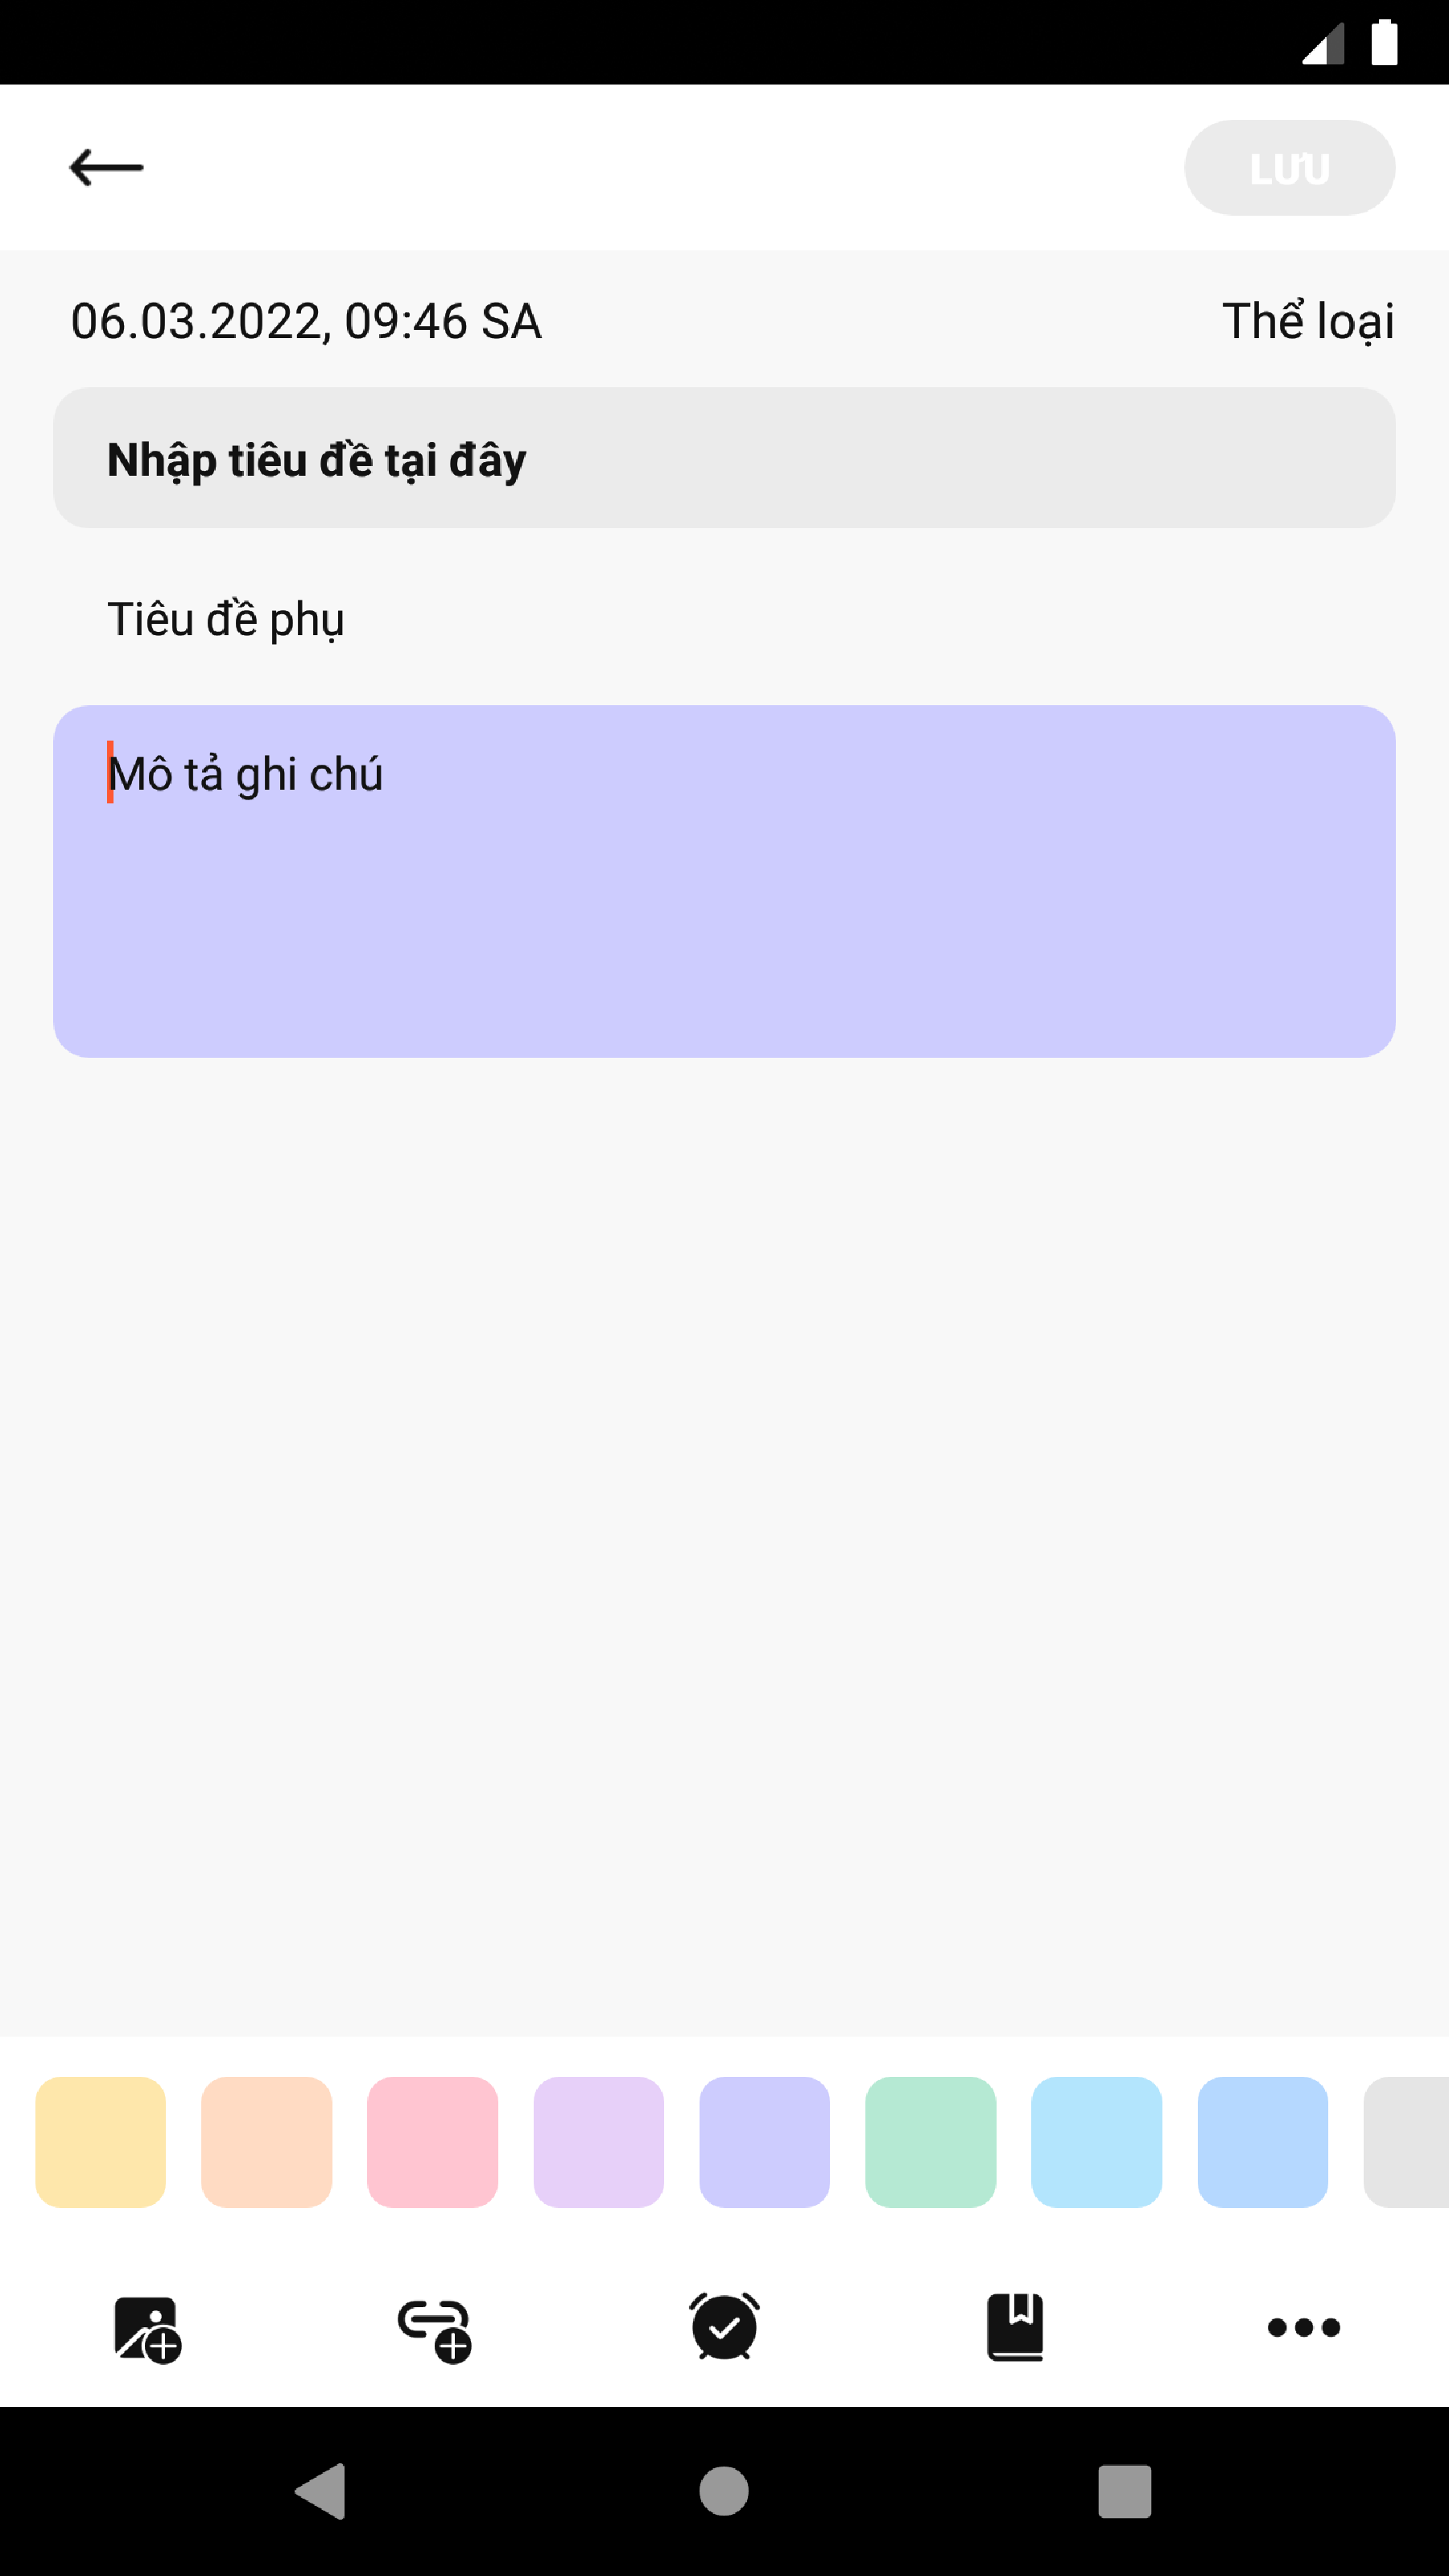 LƯU
06.03.2022, 09:46 SA
Thể loại
Nhập tiêu đề tại đây
Tiêu đề phụ
Mô tả ghi chú